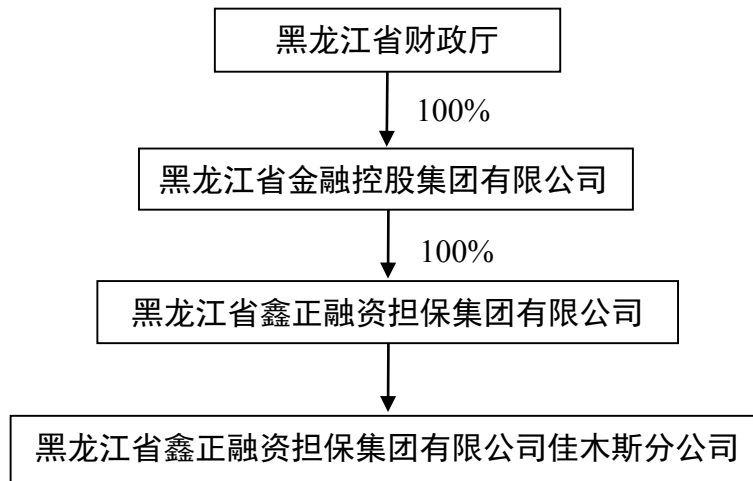 黑龙江省财政厅
100%
黑龙江省金融控股集团有限公司
100%
黑龙江省鑫正融资担保集团有限公司
黑龙江省鑫正融资担保集团有限公司佳木斯分公司